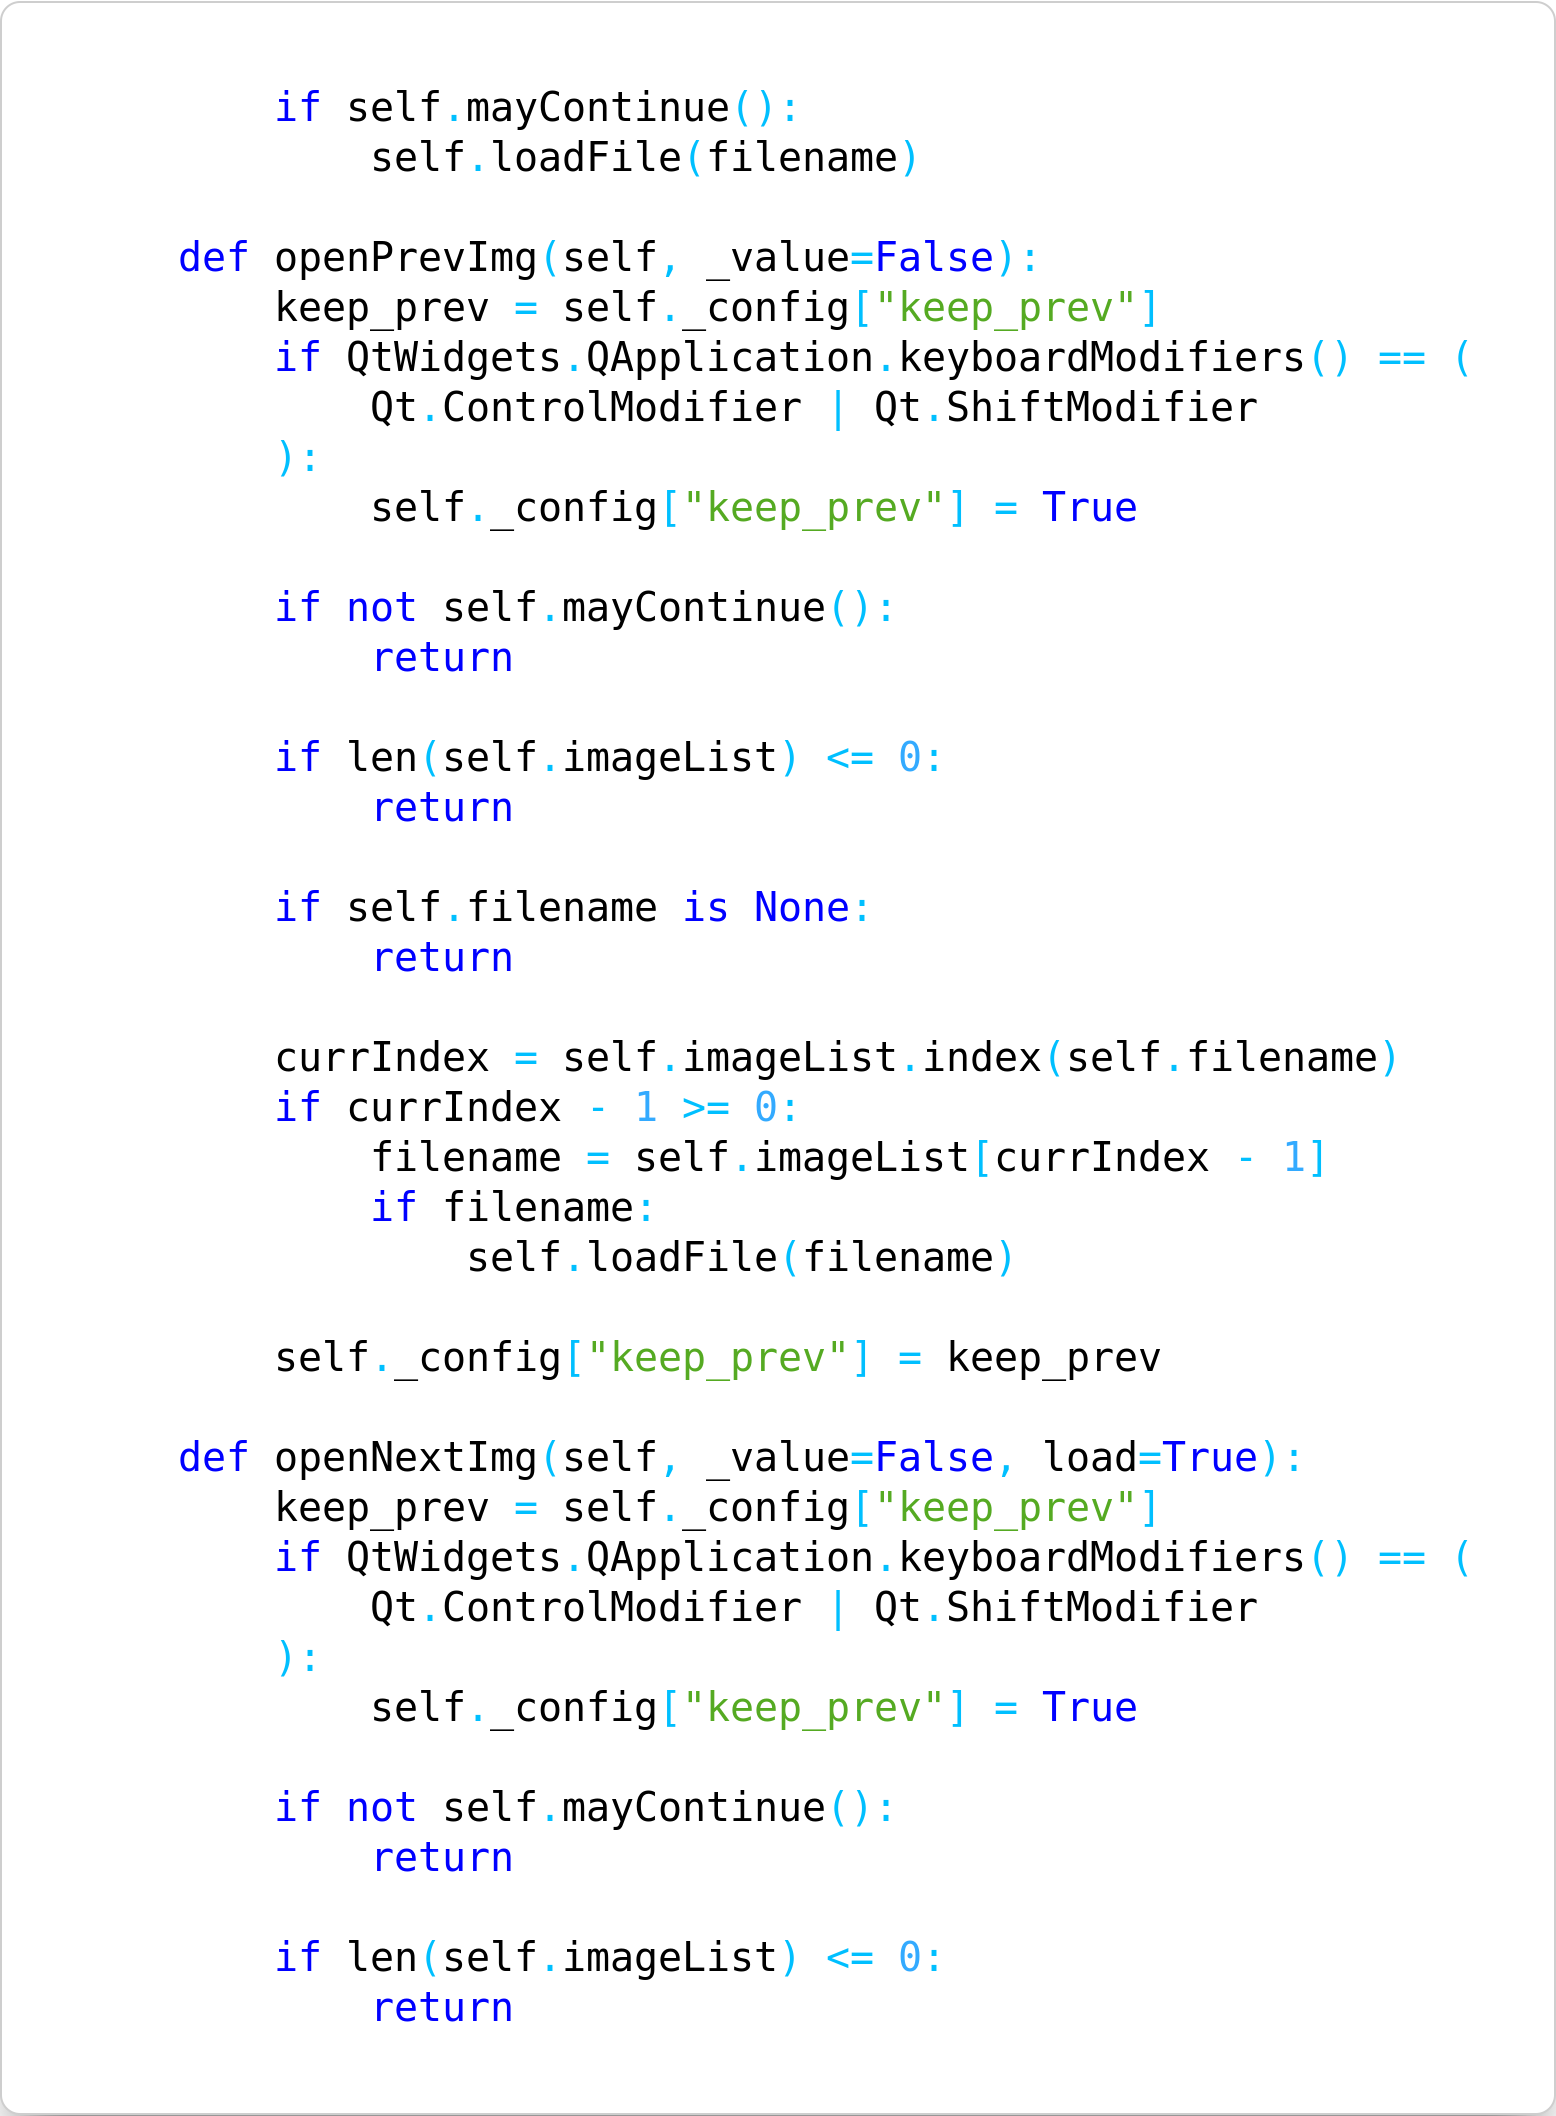 if self.mayContinue():
        self.loadFile(filename)

def openPrevImg(self, _value=False):
    keep_prev = self._config["keep_prev"]
    if QtWidgets.QApplication.keyboardModifiers() == (
        Qt.ControlModifier | Qt.ShiftModifier
    ):
        self._config["keep_prev"] = True

    if not self.mayContinue():
        return

    if len(self.imageList) <= 0:
        return

    if self.filename is None:
        return

    currIndex = self.imageList.index(self.filename)
    if currIndex - 1 >= 0:
        filename = self.imageList[currIndex - 1]
        if filename:
            self.loadFile(filename)

    self._config["keep_prev"] = keep_prev

def openNextImg(self, _value=False, load=True):
    keep_prev = self._config["keep_prev"]
    if QtWidgets.QApplication.keyboardModifiers() == (
        Qt.ControlModifier | Qt.ShiftModifier
    ):
        self._config["keep_prev"] = True

    if not self.mayContinue():
        return

    if len(self.imageList) <= 0:
        return